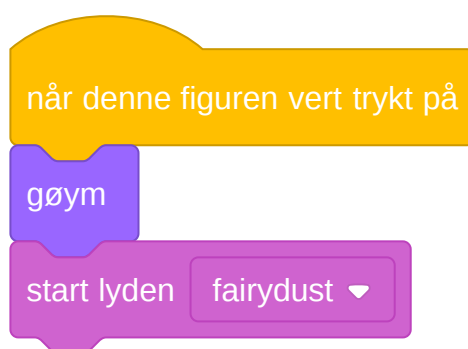 når denne figuren vert trykt på
gøym
start lyden fairydust